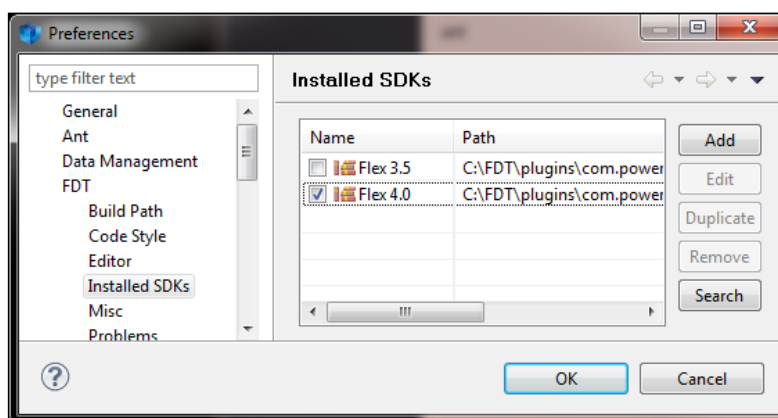 Preferences
type filter text
General
Ant
Data Management
FDT
Build Path
Code Style
Editor
Installed SDKs
Misc
Problems
Installed SDKs
Name Path
Flex 3.5 C:\FDT\plugins\com.power
Flex 4.0 C:\FDT\plugins\com.power
Add
Edit
Duplicate
Remove
Search
OK
Cancel